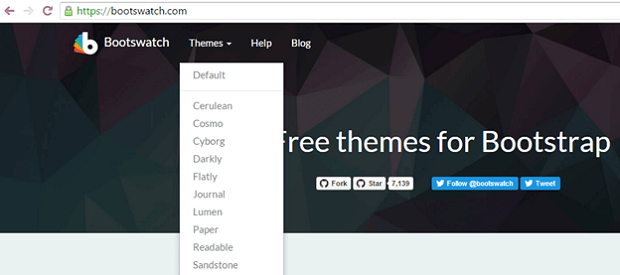 https://bootswatch.com
Bootswatch Themes Help Blog
Default
Cerulean
Cosmo
Cyborg
Darkly
Flatly
Journal
Lumen
Paper
Readable
Sandstone
Free themes for Bootstrap
Fork Star 7,139 Follow @bootswatch Tweet